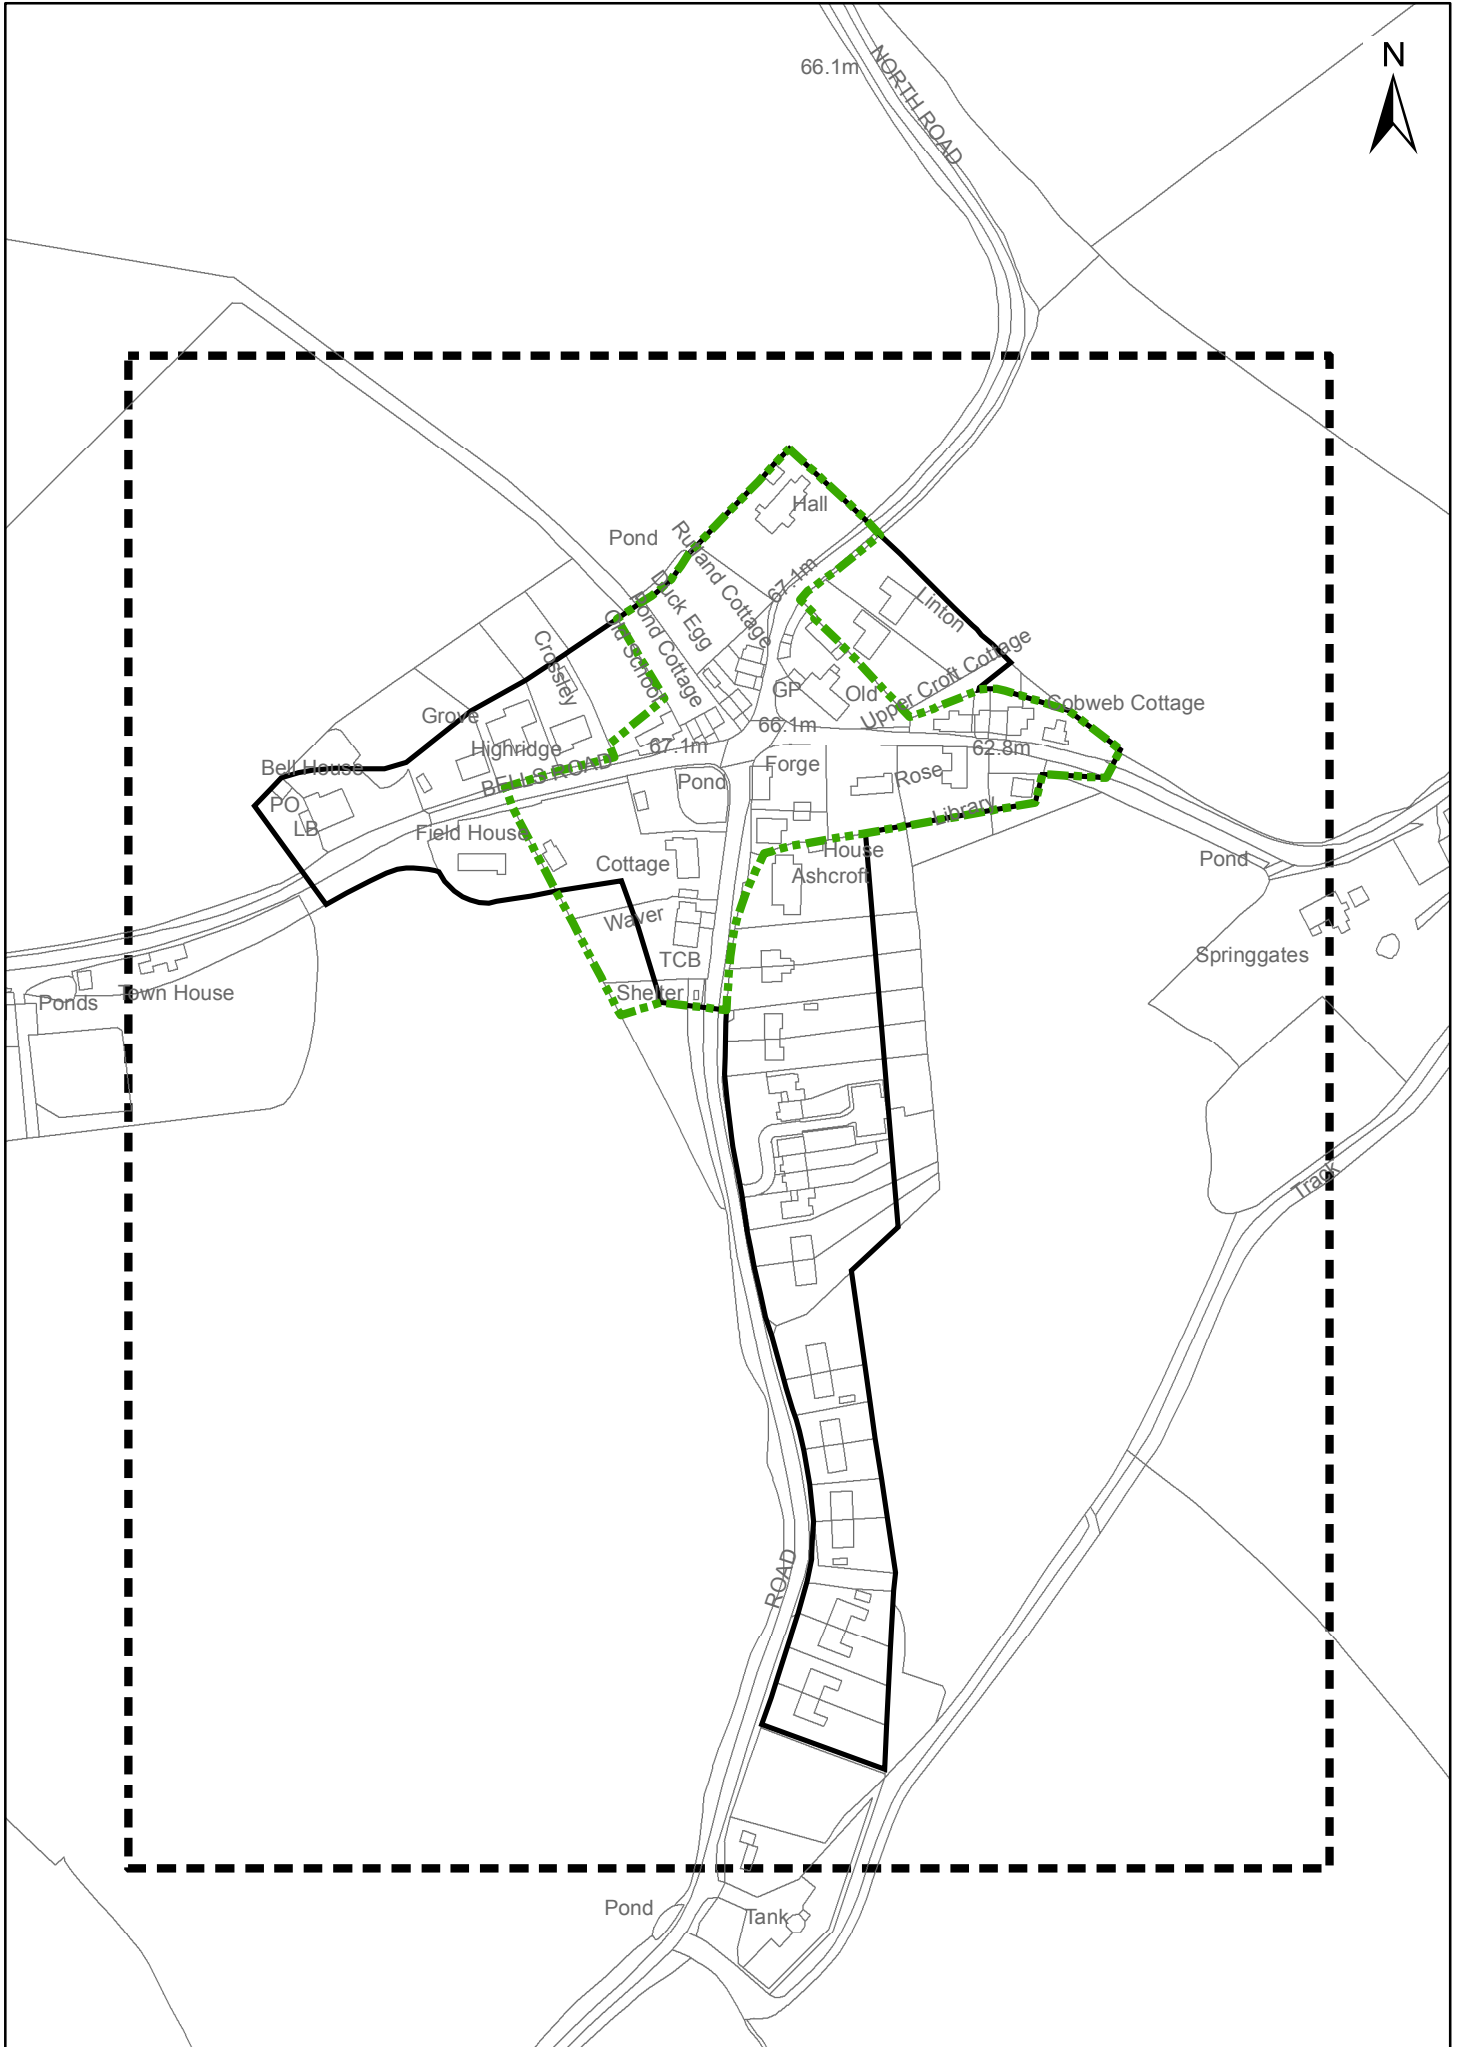 N
66.1m
NORTH ROAD
Hall
Pond
Rutland Cottage
67.1m
Duck Egg
Pond Cottage
Old School
Linton
Crossley
Upper Croft Cottage
GP
Old
Cobweb Cottage
Grove
66.1m
Highridge
67.1m
62.8m
Bell House
BELLS ROAD
Pond
Forge
Rose
PO
LB
Library
Field House
House
Cottage
Ashcroft
Pond
Waver
TCB
Springgates
Shelter
Ponds
Town House
Track
ROAD
Pond
Tank